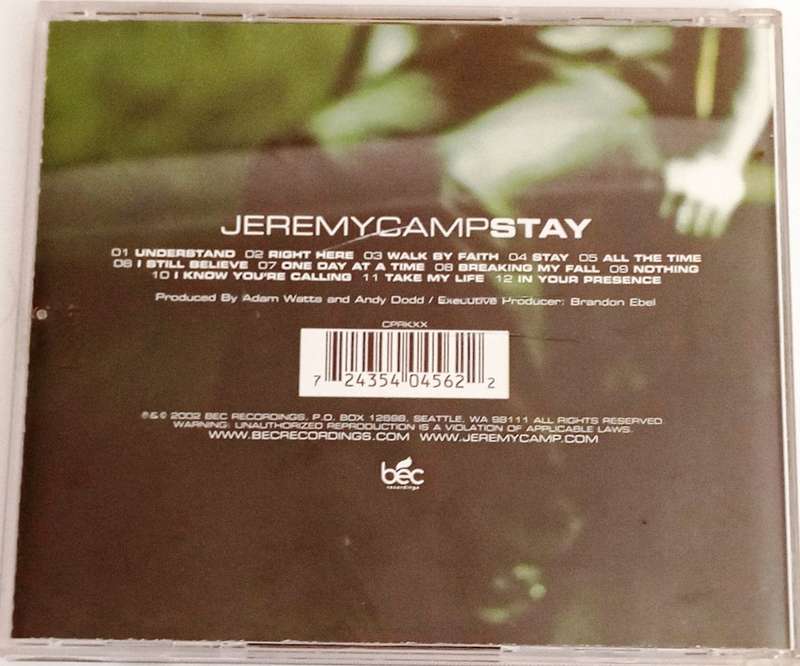 JEREMYCAMPSTAY
01 UNDERSTAND 02 RIGHT HERE 03 WALK BY FAITH 04 STAY 05 ALL THE TIME
06 I STILL BELIEVE 07 ONE DAY AT A TIME 08 BREAKING MY FALL 09 NOTHING
10 I KNOW YOU'RE CALLING 11 TAKE MY LIFE 12 IN YOUR PRESENCE
Produced By Adam Watts and Andy Dodd / Executive Producer: Brandon Ebel
CPRKXX
7 24354 04562 2
℗&© 2002 BEC RECORDINGS, P.O. BOX 12698, SEATTLE, WA 98111 ALL RIGHTS RESERVED.
WARNING: UNAUTHORIZED REPRODUCTION IS A VIOLATION OF APPLICABLE LAWS.
WWW.BECRECORDINGS.COM WWW.JEREMYCAMP.COM
bec
recordings